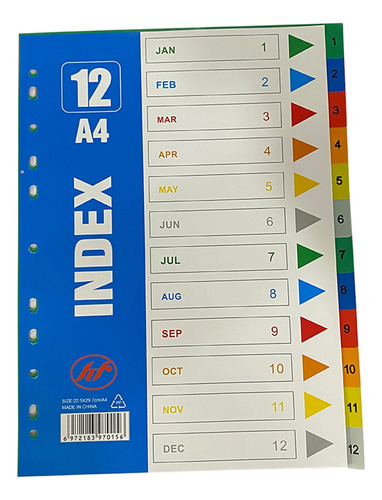 12
A4
INDEX
SIZE 22.5X29.7cm/A4
MADE IN CHINA
PP
6 972183 970156
JAN 1
FEB 2
MAR 3
APR 4
MAY 5
JUN 6
JUL 7
AUG 8
SEP 9
OCT 10
NOV 11
DEC 12
1
2
3
4
5
6
7
8
9
10
11
12